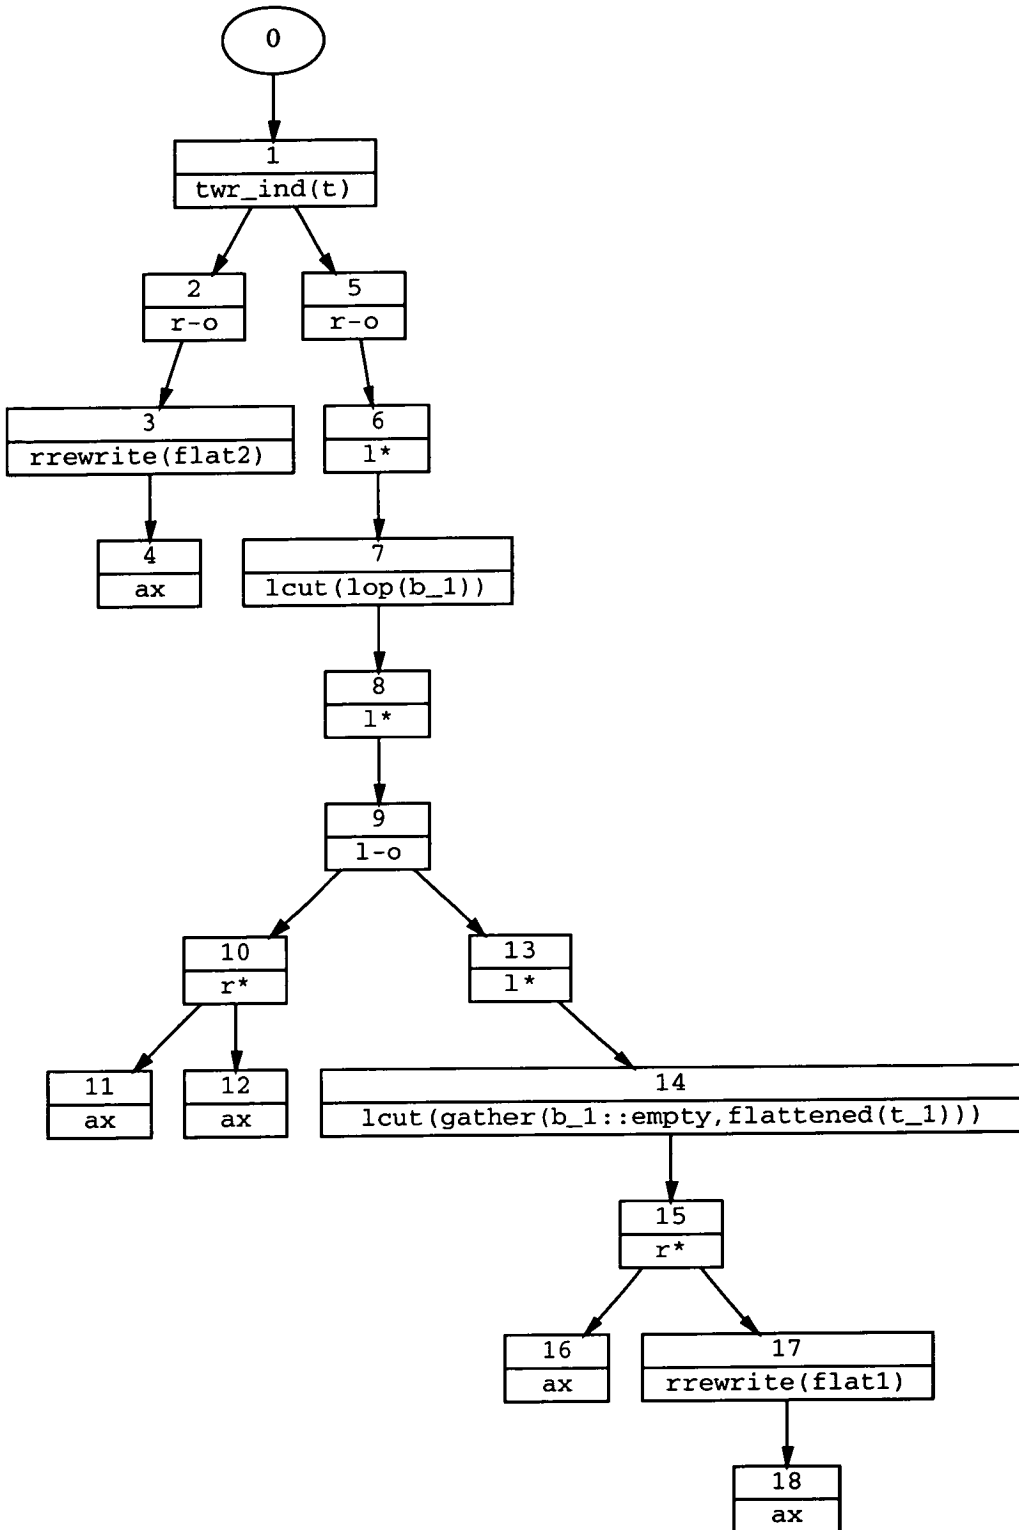 0
1
twr_ind(t)
2
r-o
5
r-o
3
rrewrite(flat2)
6
l*
4
ax
7
lcut(lop(b_1))
8
l*
9
l-o
10
r*
13
l*
11
ax
12
ax
14
lcut(gather(b_1::empty,flattened(t_1)))
15
r*
16
ax
17
rrewrite(flat1)
18
ax